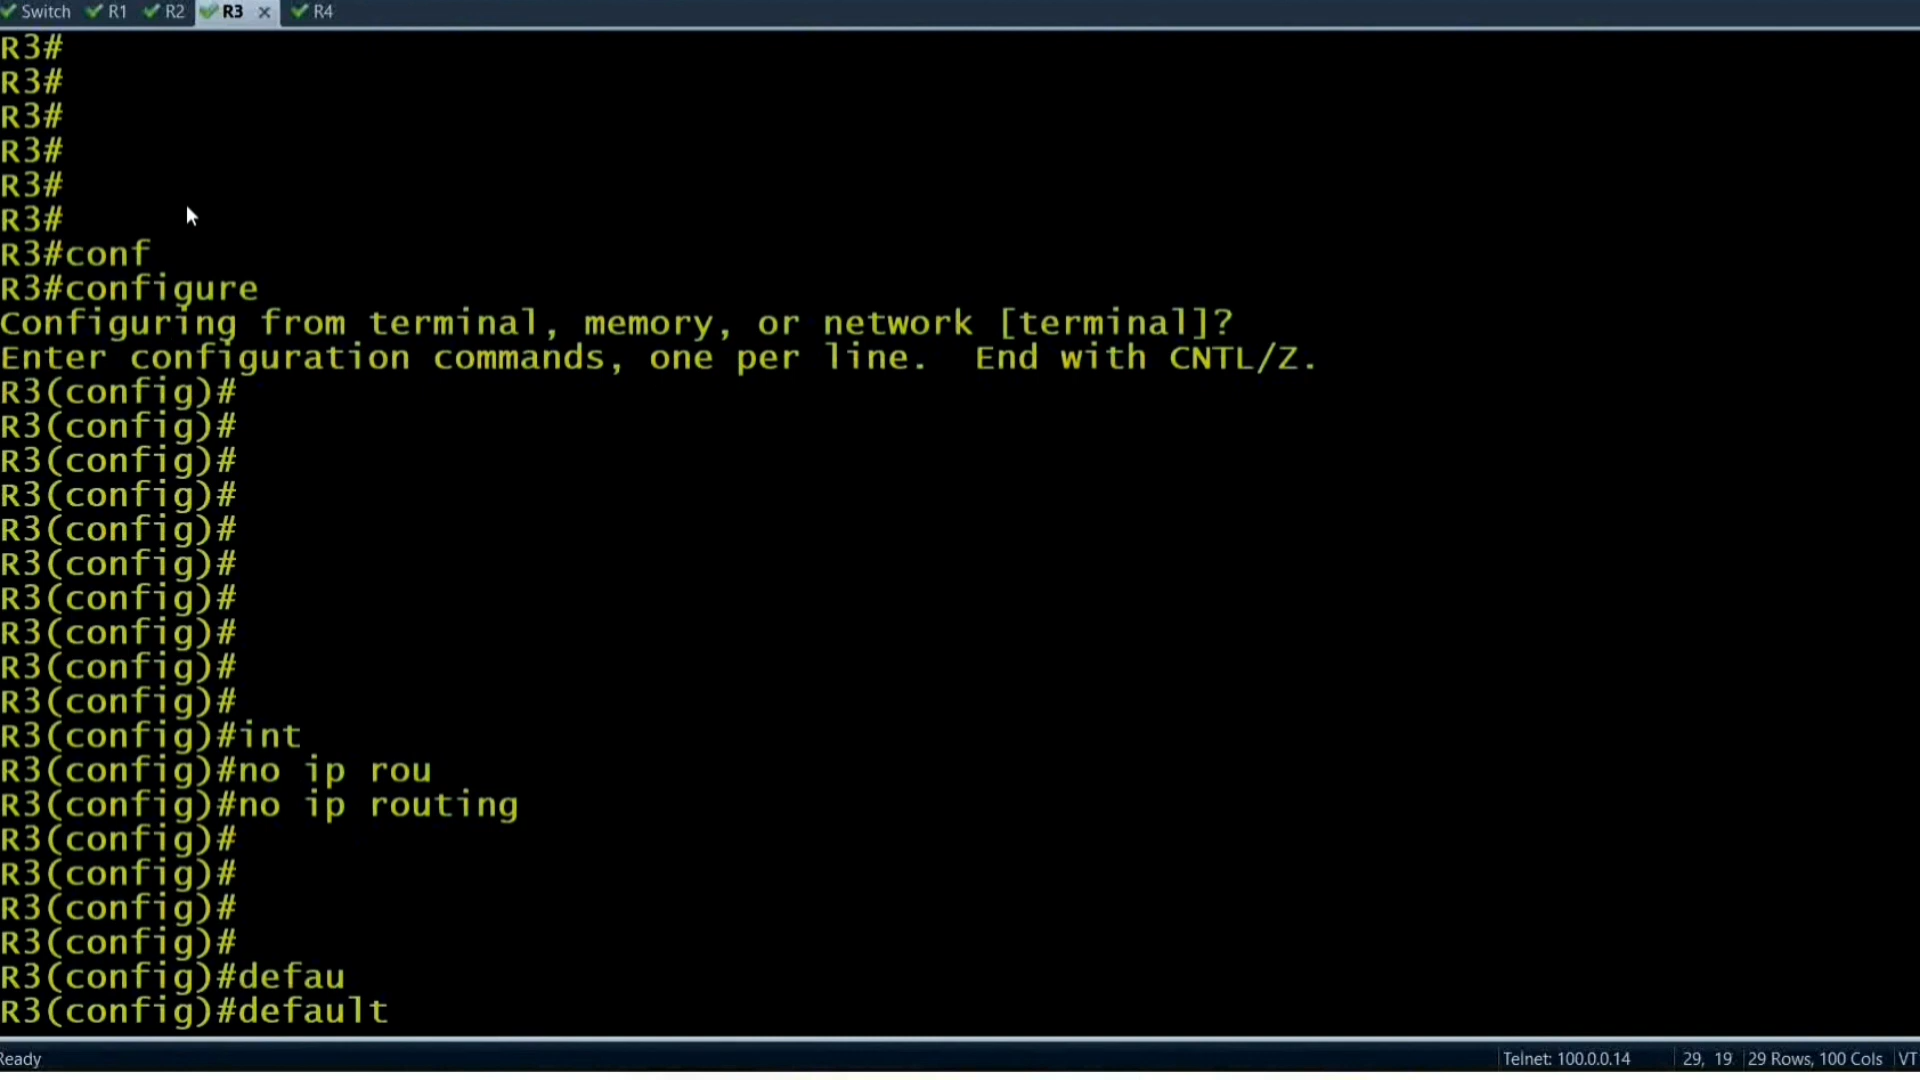 Switch R1 R2 R3 × R4
R3#
R3#
R3#
R3#
R3#
R3#
R3#conf
R3#configure
Configuring from terminal, memory, or network [terminal]?
Enter configuration commands, one per line.  End with CNTL/Z.
R3(config)#
R3(config)#
R3(config)#
R3(config)#
R3(config)#
R3(config)#
R3(config)#
R3(config)#
R3(config)#
R3(config)#
R3(config)#int
R3(config)#no ip rou
R3(config)#no ip routing
R3(config)#
R3(config)#
R3(config)#
R3(config)#
R3(config)#defau
R3(config)#default
Ready Telnet: 100.0.0.14 29, 19 29 Rows, 100 Cols VT